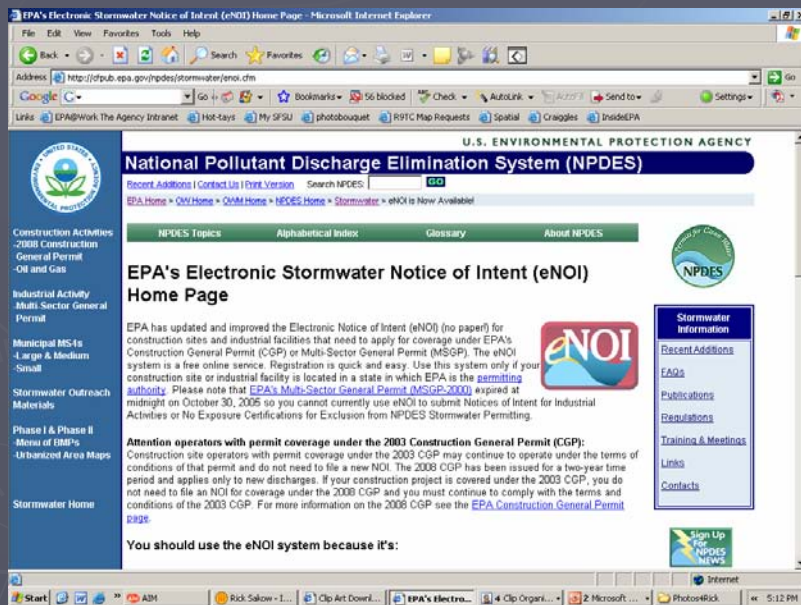 EPA's Electronic Stormwater Notice of Intent (eNOI) Home Page - Microsoft Internet Explorer
File Edit View Favorites Tools Help
Back Search Favorites
Address http://cfpub.epa.gov/npdes/stormwater/enoi.cfm Go
Google Go Bookmarks 56 blocked Check AutoLink AutoFill Send to Settings
Links EPA@Work The Agency Intranet Hot-tays My SFSU photobouquet R9TC Map Requests Spatial Craiggles InsideEPA
U.S. ENVIRONMENTAL PROTECTION AGENCY
National Pollutant Discharge Elimination System (NPDES)
Recent Additions | Contact Us | Print Version Search NPDES: GO
EPA Home > OW Home > OWM Home > NPDES Home > Stormwater > eNOI is Now Available!
NPDES Topics Alphabetical Index Glossary About NPDES
Construction Activities
-2008 Construction
General Permit
-Oil and Gas
Industrial Activity
-Multi-Sector General
Permit
Municipal MS4s
-Large & Medium
-Small
Stormwater Outreach
Materials
Phase I & Phase II
-Menu of BMPs
-Urbanized Area Maps
Stormwater Home
EPA's Electronic Stormwater Notice of Intent (eNOI)
Home Page
EPA has updated and improved the Electronic Notice of Intent (eNOI) (no paper!) for
construction sites and industrial facilities that need to apply for coverage under EPA's
Construction General Permit (CGP) or Multi-Sector General Permit (MSGP). The eNOI
system is a free online service. Registration is quick and easy. Use this system only if your
construction site or industrial facility is located in a state in which EPA is the permitting
authority. Please note that EPA's Multi-Sector General Permit (MSGP-2000) expired at
midnight on October 30, 2005 so you cannot currently use eNOI to submit Notices of Intent for Industrial
Activities or No Exposure Certifications for Exclusion from NPDES Stormwater Permitting.
eNOI
Attention operators with permit coverage under the 2003 Construction General Permit (CGP):
Construction site operators with permit coverage under the 2003 CGP may continue to operate under the terms of
conditions of that permit and do not need to file a new NOI. The 2008 CGP has been issued for a two-year time
period and applies only to new discharges. If your construction project is covered under the 2003 CGP, you do
not need to file an NOI for coverage under the 2008 CGP and you must continue to comply with the terms and
conditions of the 2003 CGP. For more information on the 2008 CGP see the EPA Construction General Permit
page.
You should use the eNOI system because it's:
Permits for Clean Water
NPDES
Stormwater
Information
Recent Additions
FAQs
Publications
Regulations
Training & Meetings
Links
Contacts
Sign Up
For
NPDES
NEWS
Internet
Start AIM Rick Sakow - I... Clip Art Downl... EPA's Electro... 4 Clip Organi... 2 Microsoft ... Photos4Rick 5:12 PM